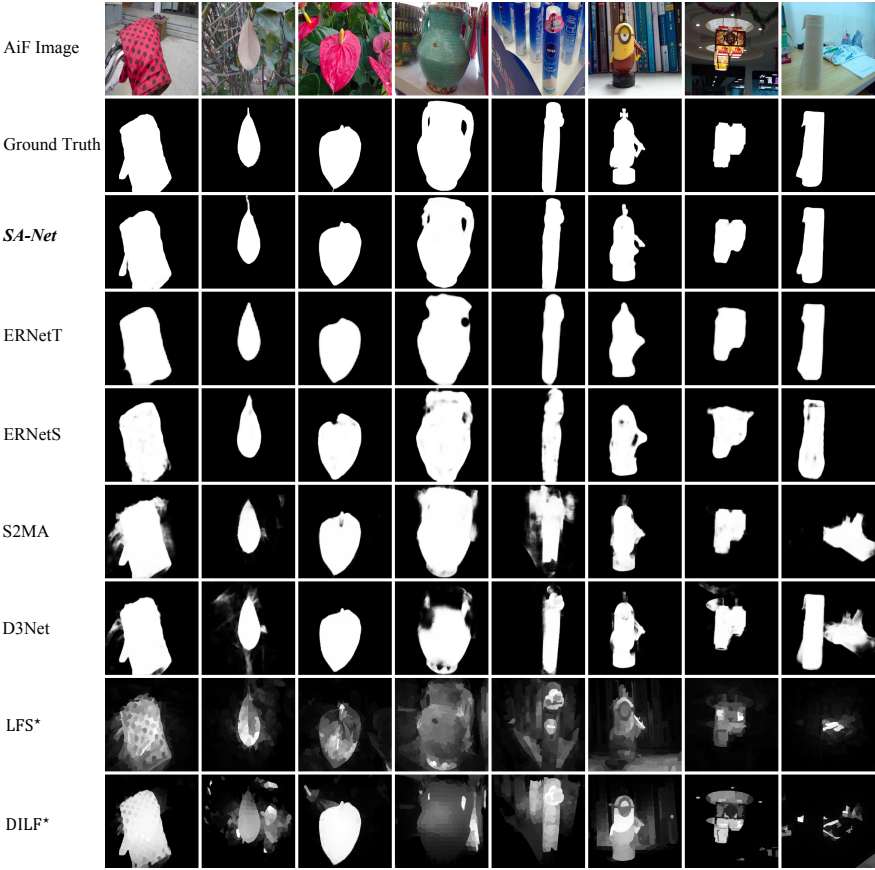 AiF Image
Ground Truth
SA-Net
ERNetT
ERNetS
S2MA
D3Net
LFS★
DILF★